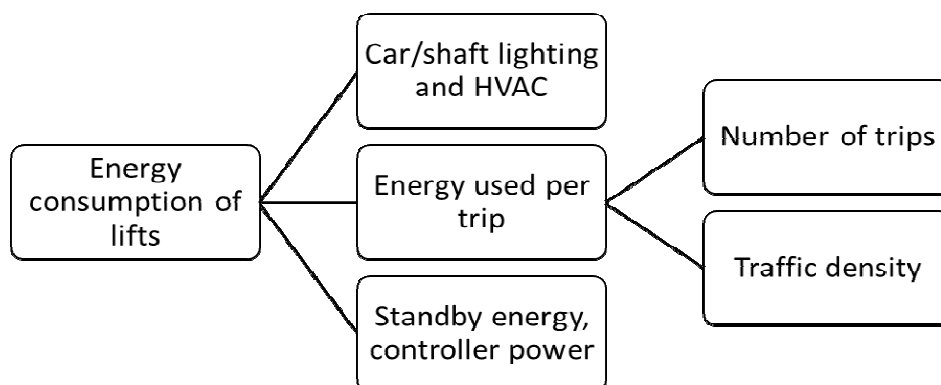 Energy
consumption of
lifts
Car/shaft lighting
and HVAC
Energy used per
trip
Standby energy,
controller power
Number of trips
Traffic density